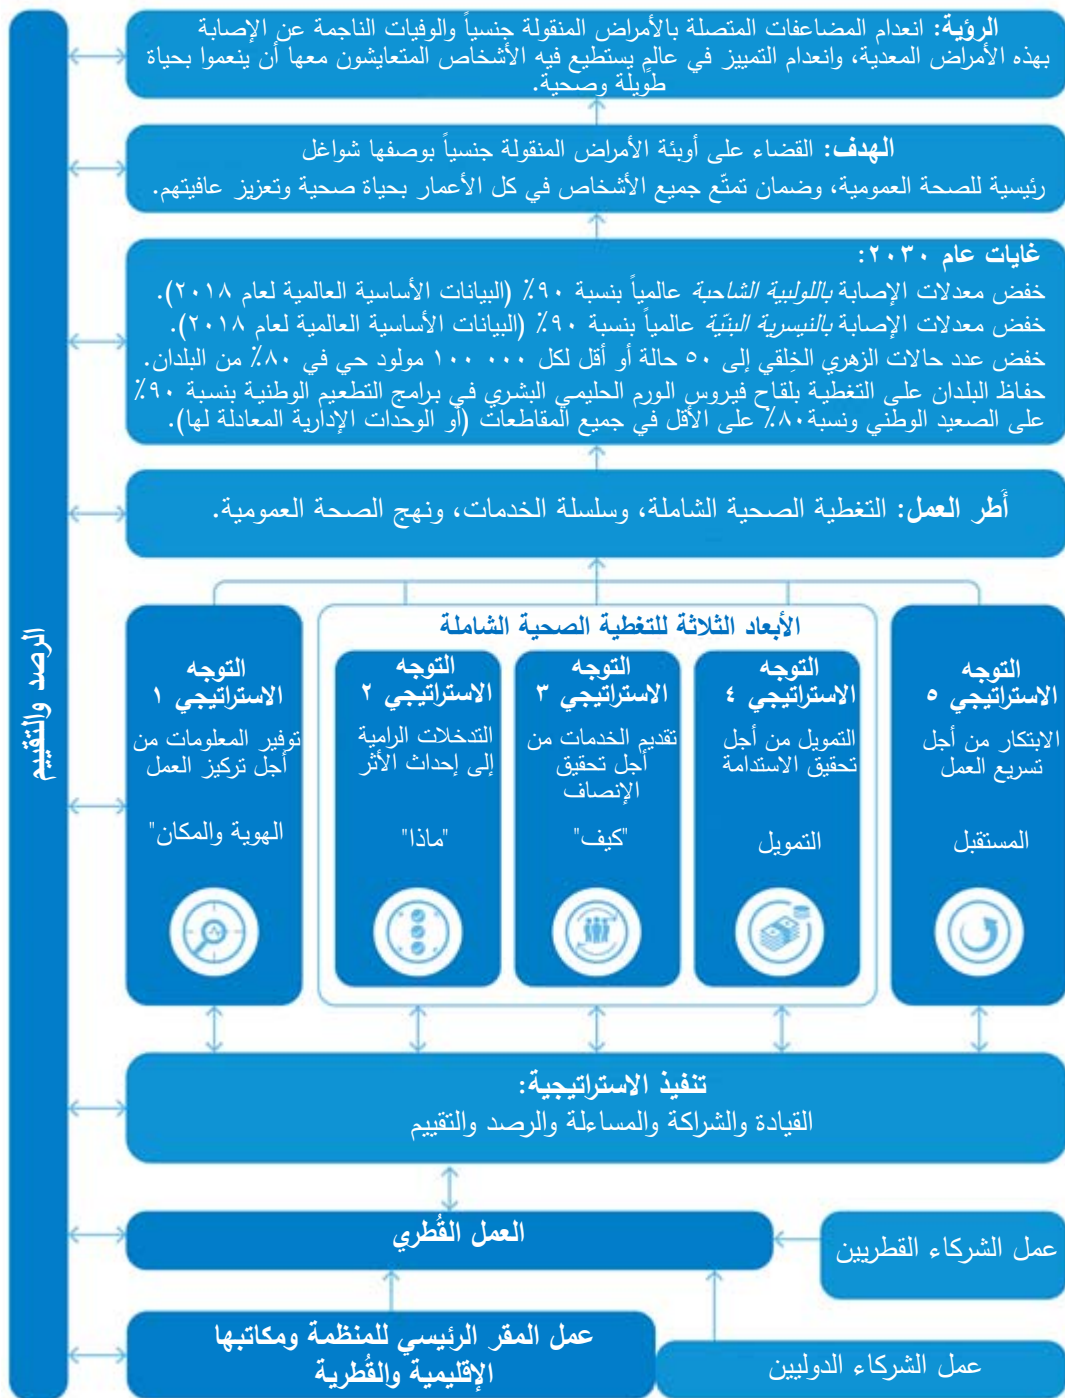 الرؤية: انعدام المضاعفات المتصلة بالأمراض المنقولة جنسياً والوفيات الناجمة عن الإصابة
بهذه الأمراض المعدية، وانعدام التمييز في عالمٍ يستطيع فيه الأشخاص المتعايشون معها أن ينعموا بحياة
طويلة وصحية.
الهدف: القضاء على أوبئة الأمراض المنقولة جنسياً بوصفها شواغل
رئيسية للصحة العمومية، وضمان تمتّع جميع الأشخاص في كل الأعمار بحياة صحية وتعزيز عافيتهم.
غايات عام ٢٠٣٠:
خفض معدلات الإصابة باللولبية الشاحبة عالمياً بنسبة ٩٠٪ (البيانات الأساسية العالمية لعام ٢٠١٨).
خفض معدلات الإصابة بالنيسرية البنّية عالمياً بنسبة ٩٠٪ (البيانات الأساسية العالمية لعام ٢٠١٨).
خفض عدد حالات الزهري الخِلقي إلى ٥٠ حالة أو أقل لكل ٠٠٠ ١٠٠ مولود حي في ٨٠٪ من البلدان.
حفاظ البلدان على التغطية بلقاح فيروس الورم الحليمي البشري في برامج التطعيم الوطنية بنسبة ٩٠٪
على الصعيد الوطني ونسبة ٨٠٪ على الأقل في جميع المقاطعات (أو الوحدات الإدارية المعادلة لها).
أُطر العمل: التغطية الصحية الشاملة، وسلسلة الخدمات، ونهج الصحة العمومية.
الأبعاد الثلاثة للتغطية الصحية الشاملة
التوجه
الاستراتيجي ١
توفير المعلومات من
أجل تركيز العمل
الهوية والمكان"
التوجه
الاستراتيجي ٢
التدخلات الرامية
إلى إحداث الأثر
"ماذا"
التوجه
الاستراتيجي ٣
تقديم الخدمات من
أجل تحقيق
الإنصاف
"كيف"
التوجه
الاستراتيجي ٤
التمويل من أجل
تحقيق الاستدامة
التمويل
التوجه
الاستراتيجي ٥
الابتكار من أجل
تسريع العمل
المستقبل
تنفيذ الاستراتيجية:
القيادة والشراكة والمساءلة والرصد والتقييم
العمل القُطري
عمل الشركاء القطريين
عمل المقر الرئيسي للمنظمة ومكاتبها
الإقليمية والقُطرية
عمل الشركاء الدوليين
الرصد والتقييم